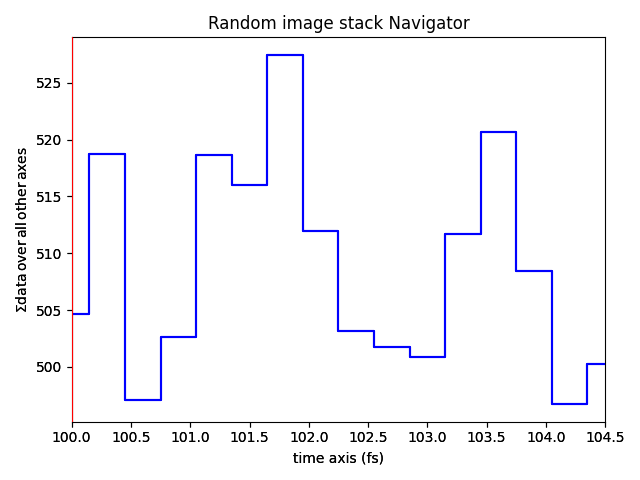 Random image stack Navigator
525
520
515
510
505
500
Σdata over all other axes
100.0 100.5 101.0 101.5 102.0 102.5 103.0 103.5 104.0 104.5
time axis (fs)